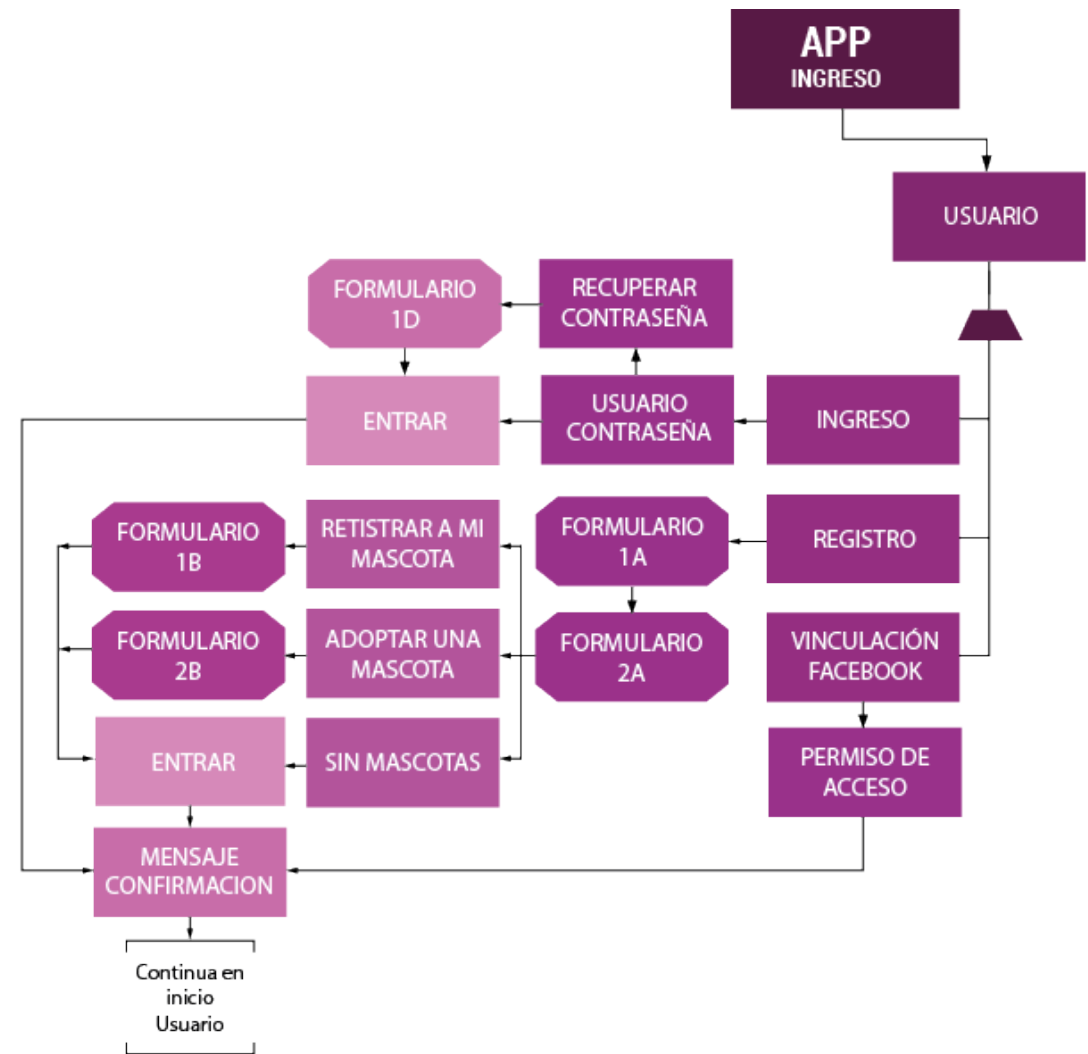 APP
INGRESO
USUARIO
FORMULARIO
1D
RECUPERAR
CONTRASEÑA
ENTRAR
USUARIO
CONTRASEÑA
INGRESO
FORMULARIO
1B
RETISTRAR A MI
MASCOTA
FORMULARIO
1A
REGISTRO
FORMULARIO
2B
ADOPTAR UNA
MASCOTA
FORMULARIO
2A
VINCULACIÓN
FACEBOOK
ENTRAR
SIN MASCOTAS
PERMISO DE
ACCESO
MENSAJE
CONFIRMACION
Continua en
inicio
Usuario